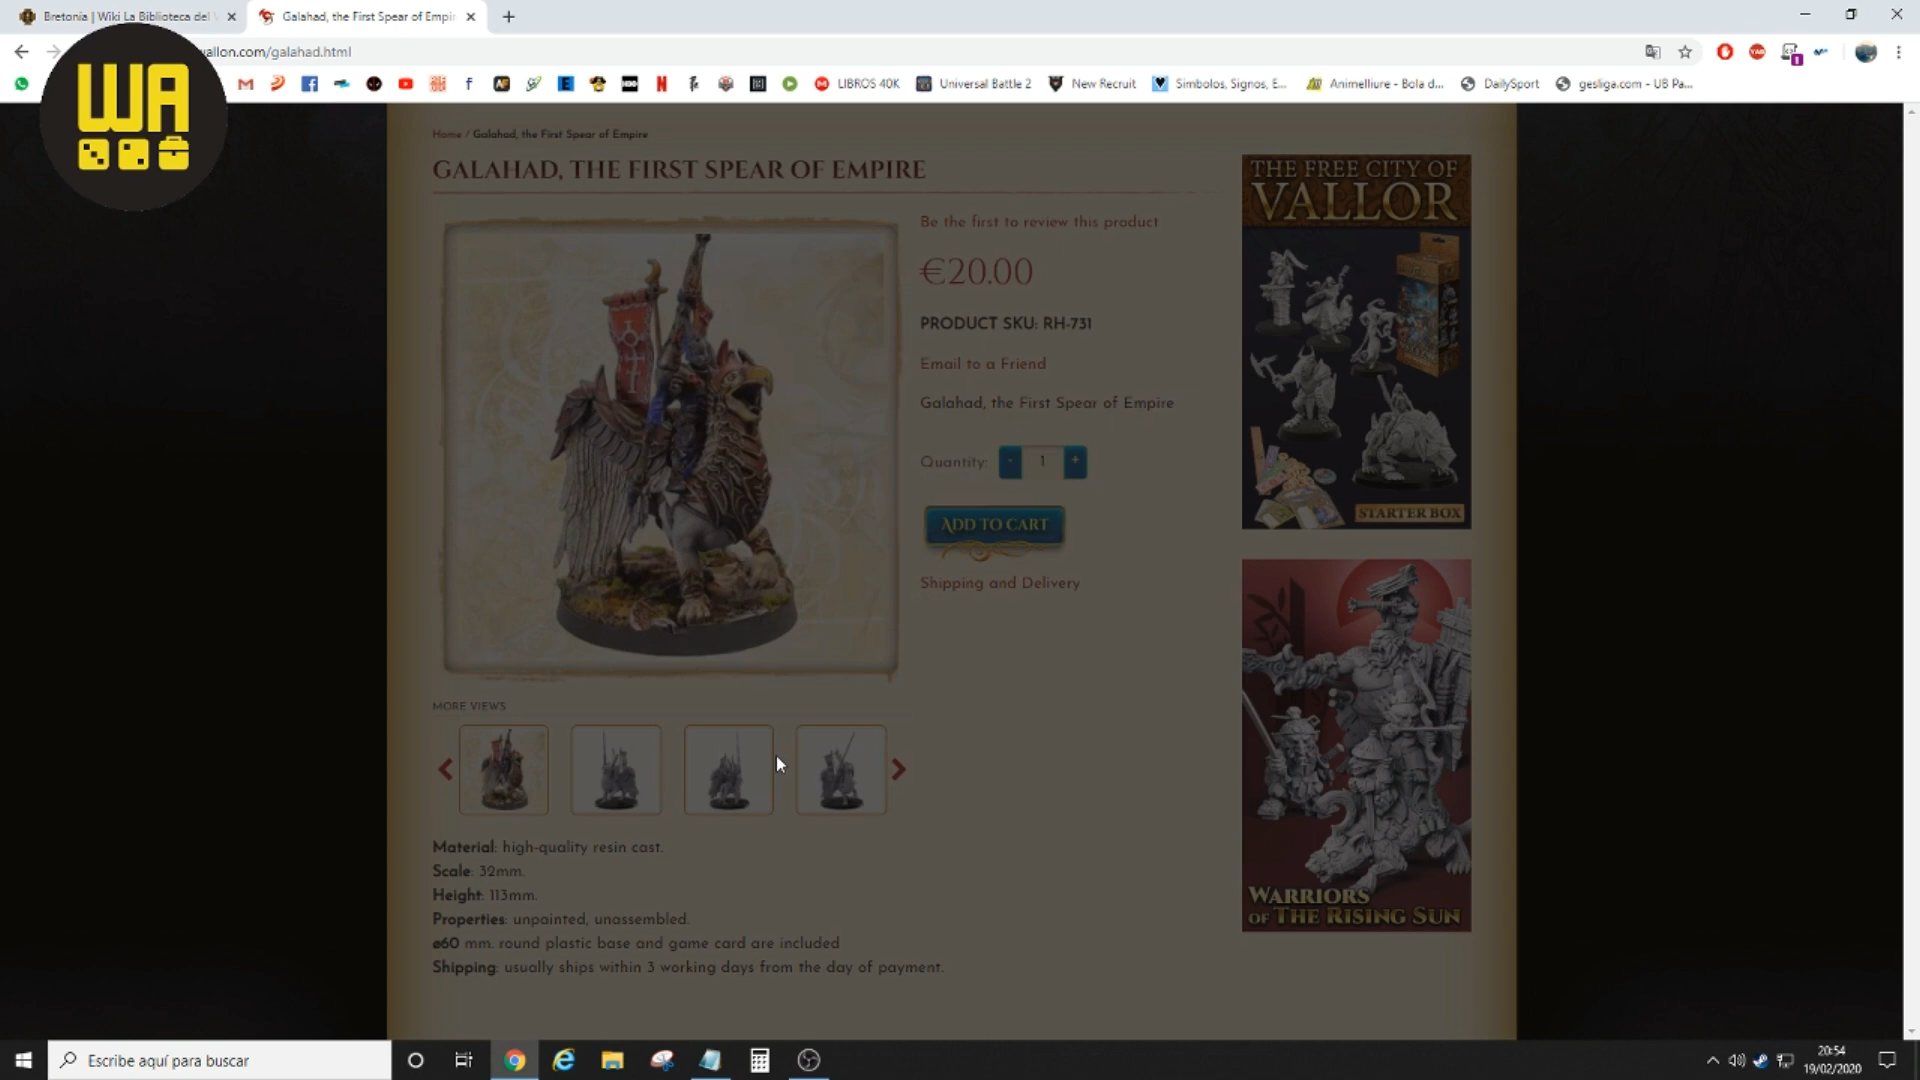 Bretonia | Wiki La Biblioteca del V
Galahad, the First Spear of Empir
WA
vallon.com/galahad.html
LIBROS 40K
Universal Battle 2
New Recruit
Simbolos, Signos, E...
Animelliure - Bola d...
DailySport
gesliga.com - UB Pa...
Home / Galahad, the First Spear of Empire
GALAHAD, THE FIRST SPEAR OF EMPIRE
Be the first to review this product
€20.00
PRODUCT SKU: RH-731
Email to a Friend
Galahad, the First Spear of Empire
Quantity: - 1 +
ADD TO CART
Shipping and Delivery
THE FREE CITY OF
VALLOR
STARTER BOX
WARRIORS
OF THE RISING SUN
MORE VIEWS
Material: high-quality resin cast.
Scale: 32mm.
Height: 113mm.
Properties: unpainted, unassembled.
ø60 mm. round plastic base and game card are included
Shipping: usually ships within 3 working days from the day of payment.
Escribe aquí para buscar
20:54
19/02/2020